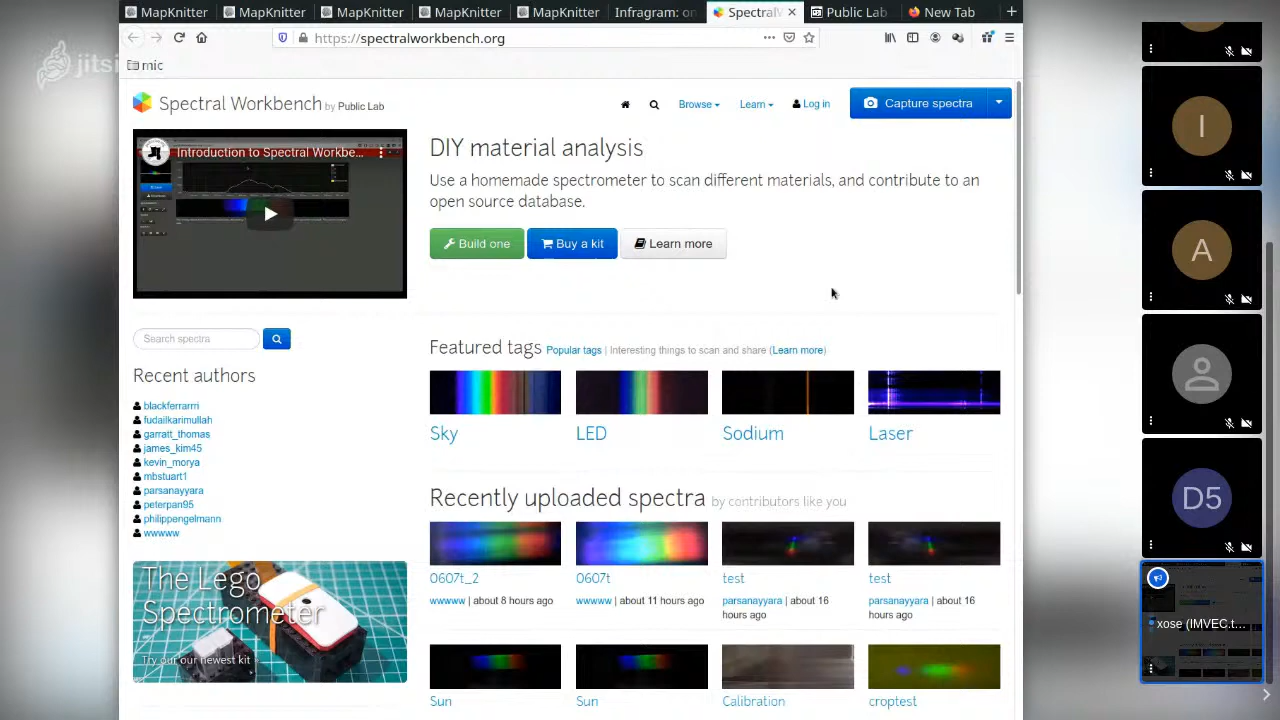 MapKnitter
MapKnitter
MapKnitter
MapKnitter
MapKnitter
Infragram: on
Spectral
Public Lab
New Tab
https://spectralworkbench.org
mic
jitsi
Spectral Workbench by Public Lab
Browse
Learn
Log in
Capture spectra
Introduction to Spectral Workbe...
DIY material analysis
Use a homemade spectrometer to scan different materials, and contribute to an
open source database.
Build one
Buy a kit
Learn more
Search spectra
Recent authors
blackferrarrri
fudailkarimullah
garratt_thomas
james_kim45
kevin_morya
mbstuart1
parsanayyara
peterpan95
philippengelmann
wwwww
The Lego
Spectrometer
Try our our newest kit »
Featured tags Popular tags | Interesting things to scan and share (Learn more)
Sky
LED
Sodium
Laser
Recently uploaded spectra by contributors like you
0607t_2
wwwww | about 8 hours ago
0607t
wwwww | about 11 hours ago
test
parsanayyara | about 16
hours ago
test
parsanayyara | about 16
hours ago
Sun
Sun
Calibration
croptest
I
A
D5
xose (IMVEC.t...